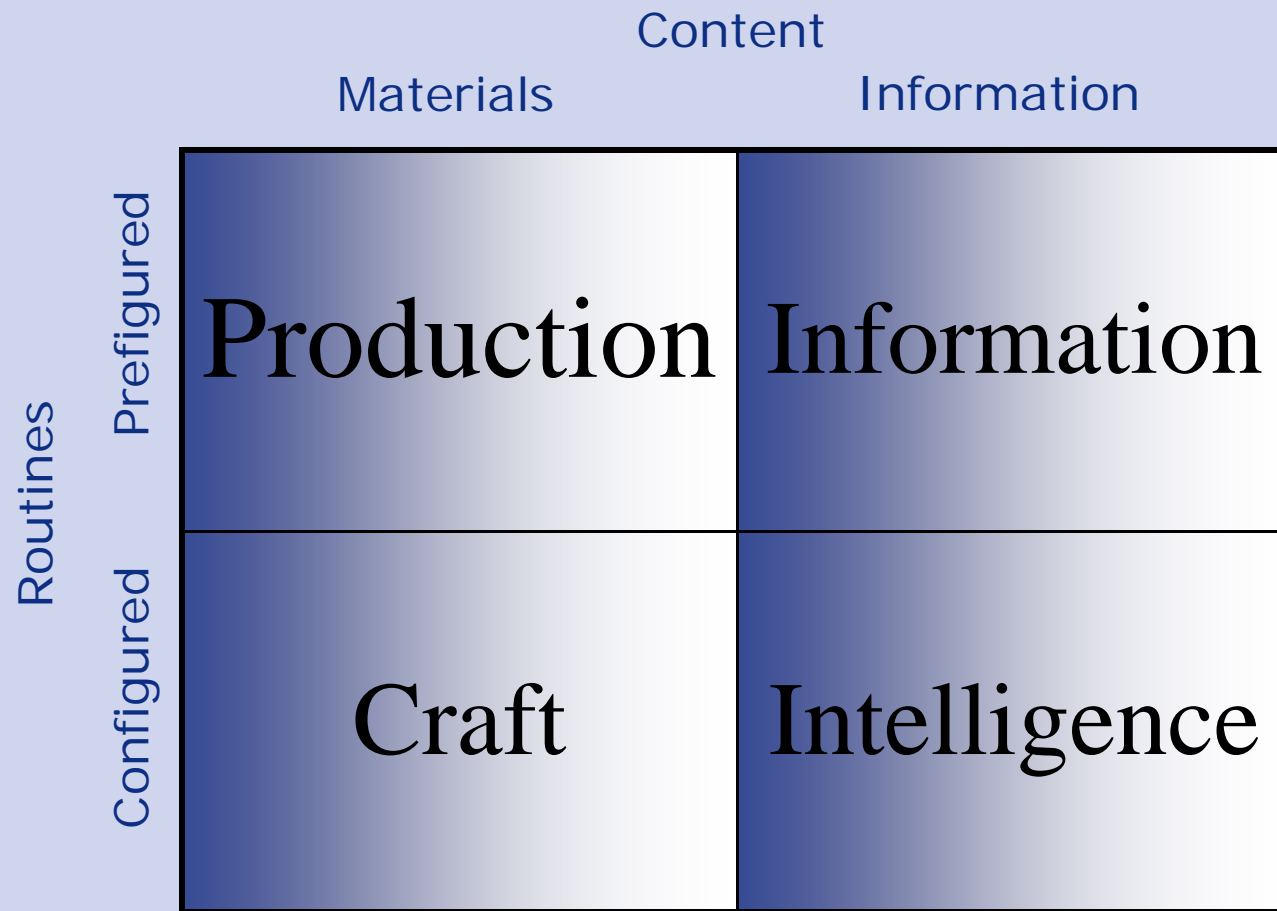 Content
Materials Information
Routines
Prefigured
Production Information
Configured
Craft Intelligence